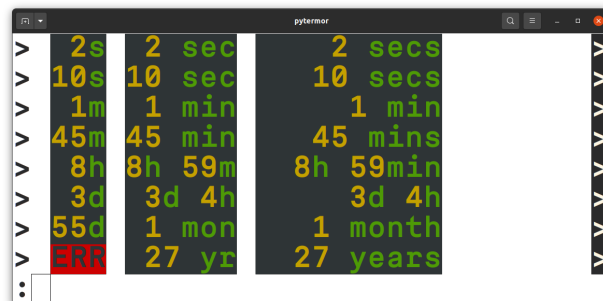 pytermor
> 2s 2 sec 2 secs >
> 10s 10 sec 10 secs >
> 1m 1 min 1 min >
> 45m 45 min 45 mins >
> 8h 8h 59m 8h 59min >
> 3d 3d 4h 3d 4h >
> 55d 1 mon 1 month >
> ERR 27 yr 27 years >
: